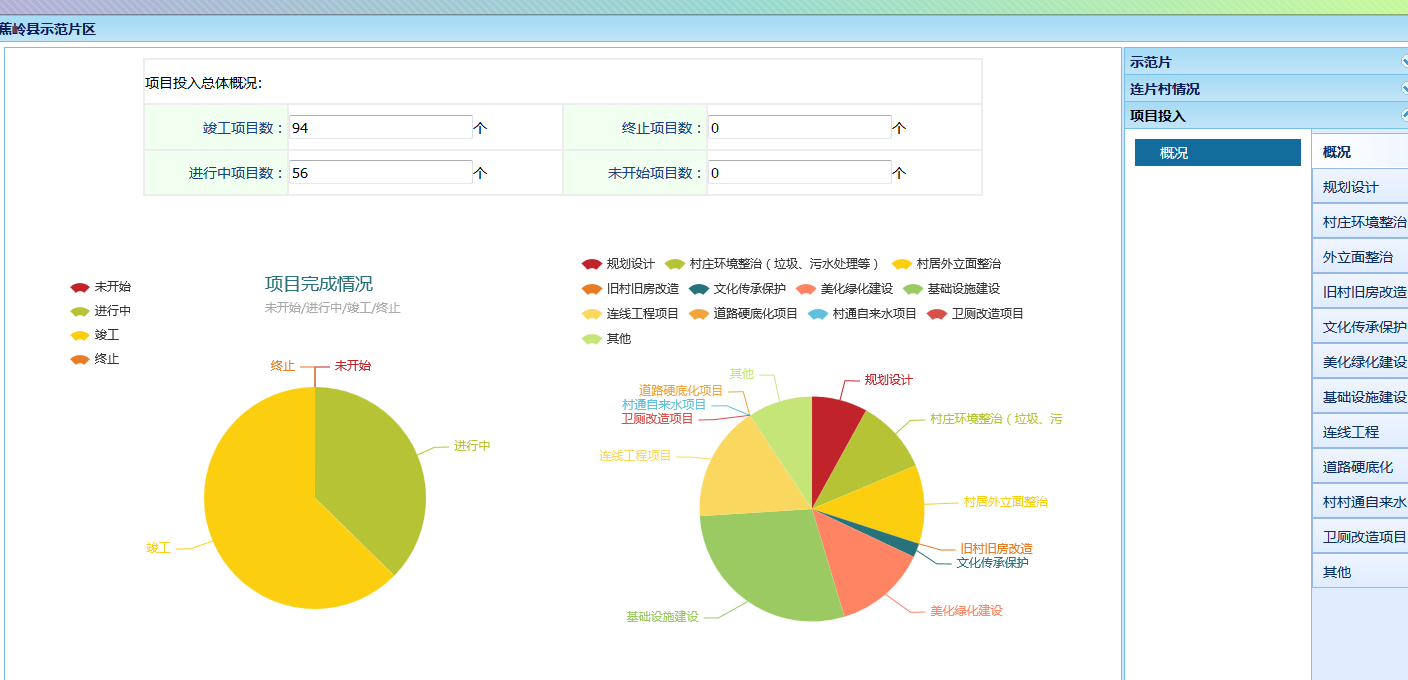 蕉岭县示范片区
项目投入总体概况:
竣工项目数： 94 个 终止项目数： 0 个
进行中项目数： 56 个 未开始项目数： 0 个
未开始
进行中
竣工
终止
项目完成情况
未开始/进行中/竣工/终止
终止 未开始
进行中
竣工
规划设计 村庄环境整治（垃圾、污水处理等） 村居外立面整治
旧村旧房改造 文化传承保护 美化绿化建设 基础设施建设
连线工程项目 道路硬底化项目 村通自来水项目 卫厕改造项目
其他
其他
道路硬底化项目
村通自来水项目
卫厕改造项目
连线工程项目
基础设施建设
规划设计
村庄环境整治（垃圾、污
村居外立面整治
旧村旧房改造
文化传承保护
美化绿化建设
示范片
连片村情况
项目投入
概况
概况
规划设计
村庄环境整治
外立面整治
旧村旧房改造
文化传承保护
美化绿化建设
基础设施建设
连线工程
道路硬底化
村村通自来水
卫厕改造项目
其他